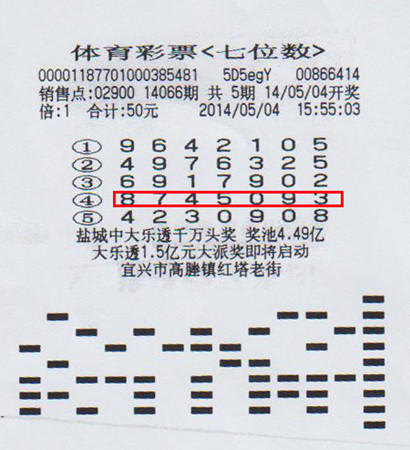 体育彩票<七位数>
00001187701000385481 5D5egY 00866414
销售点:02900 14066期 共 5期 14/05/04开奖
倍:1 合计:50元 2014/05/04 15:55:03
① 9 6 4 2 1 0 5
② 4 9 7 6 3 2 5
③ 6 9 1 7 9 0 2
④ 8 7 4 5 0 9 3
⑤ 4 2 3 0 9 0 8
盐城中大乐透千万头奖 奖池4.49亿
大乐透1.5亿元大派奖即将启动
宜兴市高塍镇红塔老街